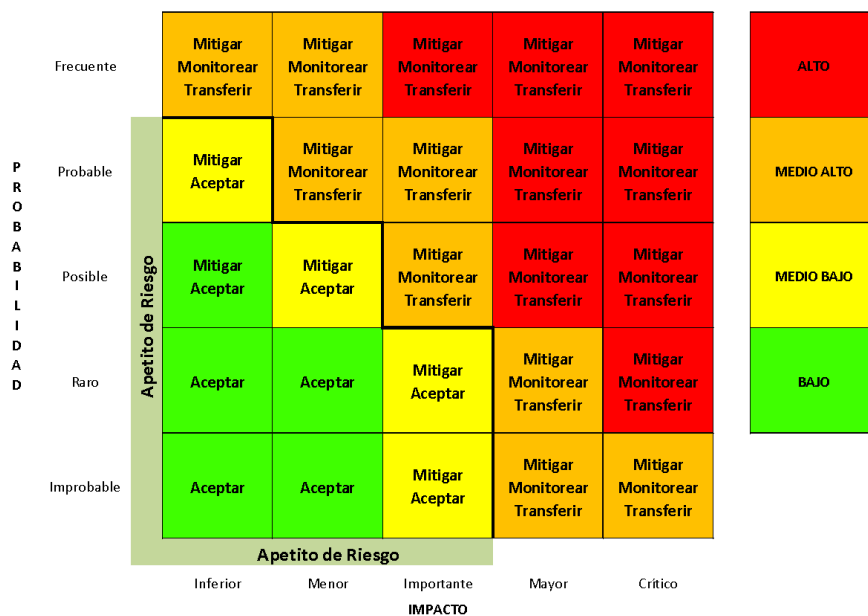 Frecuente
Mitigar
Monitorear
Transferir
Mitigar
Monitorear
Transferir
Mitigar
Monitorear
Transferir
Mitigar
Monitorear
Transferir
Mitigar
Monitorear
Transferir
ALTO
PROBABILIDAD
Apetito de Riesgo
Probable
Mitigar
Aceptar
Mitigar
Monitorear
Transferir
Mitigar
Monitorear
Transferir
Mitigar
Monitorear
Transferir
Mitigar
Monitorear
Transferir
MEDIO ALTO
Posible
Mitigar
Aceptar
Mitigar
Aceptar
Mitigar
Monitorear
Transferir
Mitigar
Monitorear
Transferir
Mitigar
Monitorear
Transferir
MEDIO BAJO
Raro
Aceptar
Aceptar
Mitigar
Aceptar
Mitigar
Monitorear
Transferir
Mitigar
Monitorear
Transferir
BAJO
Improbable
Aceptar
Aceptar
Mitigar
Aceptar
Mitigar
Monitorear
Transferir
Mitigar
Monitorear
Transferir
Apetito de Riesgo
Inferior
Menor
Importante
Mayor
Crítico
IMPACTO